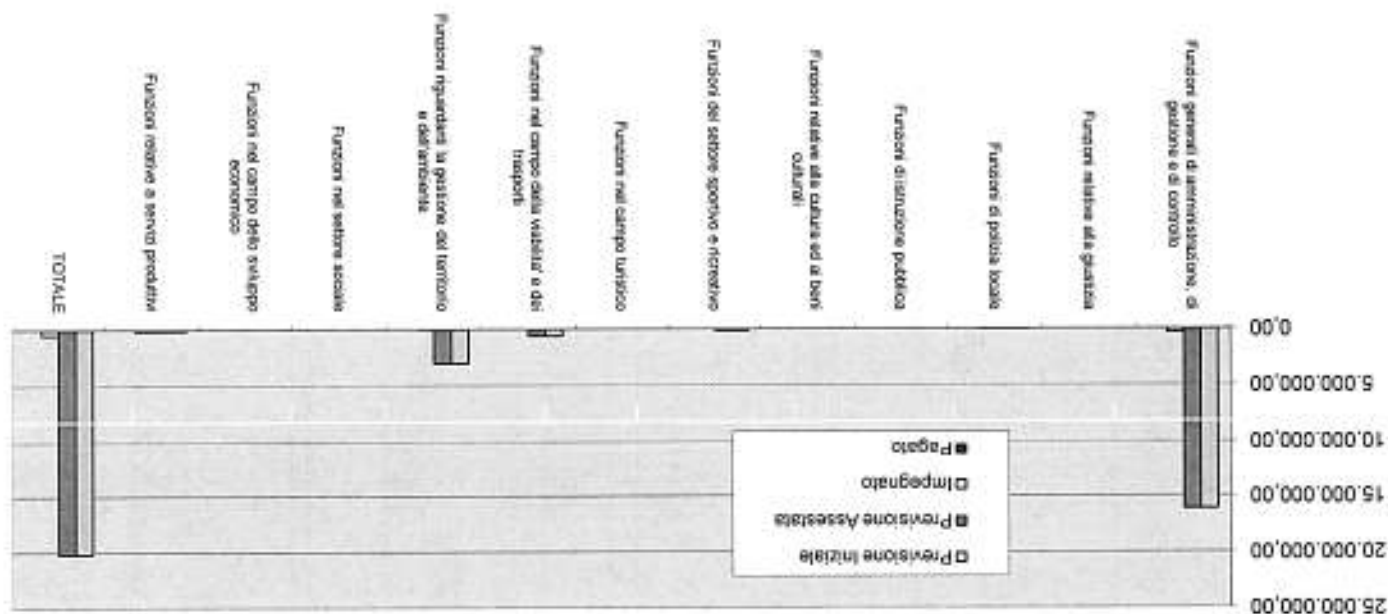 25.000.000,00
20.000.000,00
15.000.000,00
10.000.000,00
5.000.000,00
0,00
□ Previsione Iniziale
■ Previsione Assestata
□ Impegnato
■ Pagato
Funzioni generali di amministrazione, di
gestione e di controllo
Funzioni relative alla giustizia
Funzioni di polizia locale
Funzioni di istruzione pubblica
Funzioni relative alla cultura ed ai beni
culturali
Funzioni del settore sportivo e ricreativo
Funzioni nel campo turistico
Funzioni nel campo della viabilita' e dei
trasporti
Funzioni riguardanti la gestione del territorio
e dell'ambiente
Funzioni nel settore sociale
Funzioni nel campo dello sviluppo
economico
Funzioni relative a servizi produttivi
TOTALE